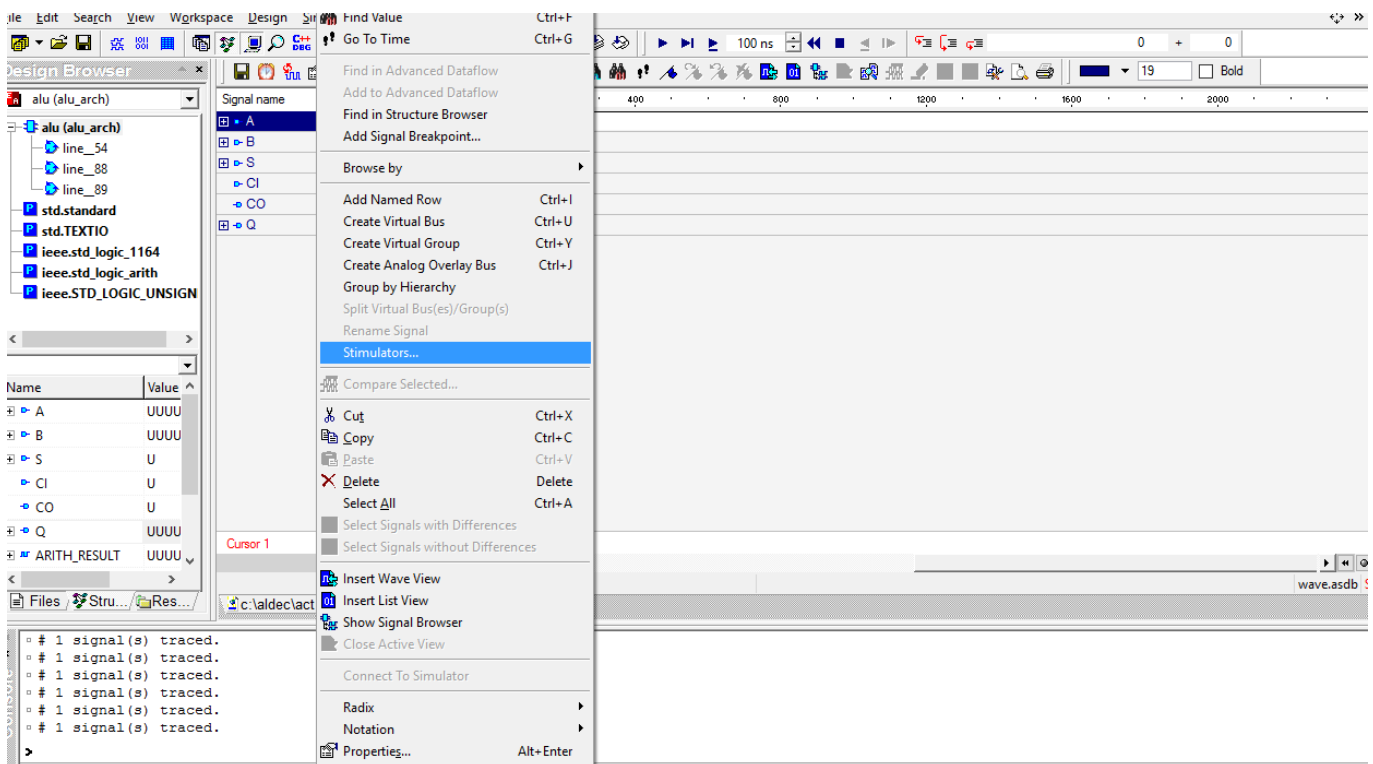 ile Edit Search View Workspace Design Si
100 ns
0 + 0
19 Bold
Design Browser
alu (alu_arch)
alu (alu_arch)
line__54
line__88
line__89
std.standard
std.TEXTIO
ieee.std_logic_1164
ieee.std_logic_arith
ieee.STD_LOGIC_UNSIGN
Name Value
A UUUU
B UUUU
S U
CI U
CO U
Q UUUU
ARITH_RESULT UUUU
Files Stru... Res...
Signal name
A
B
S
CI
CO
Q
Cursor 1
c:\aldec\act
Find Value Ctrl+F
Go To Time Ctrl+G
Find in Advanced Dataflow
Add to Advanced Dataflow
Find in Structure Browser
Add Signal Breakpoint...
Browse by
Add Named Row Ctrl+I
Create Virtual Bus Ctrl+U
Create Virtual Group Ctrl+Y
Create Analog Overlay Bus Ctrl+J
Group by Hierarchy
Split Virtual Bus(es)/Group(s)
Rename Signal
Stimulators...
Compare Selected...
Cut Ctrl+X
Copy Ctrl+C
Paste Ctrl+V
Delete Delete
Select All Ctrl+A
Select Signals with Differences
Select Signals without Differences
Insert Wave View
Insert List View
Show Signal Browser
Close Active View
Connect To Simulator
Radix
Notation
Properties... Alt+Enter
400 800 1200 1600 2000
wave.asdb
# 1 signal(s) traced.
# 1 signal(s) traced.
# 1 signal(s) traced.
# 1 signal(s) traced.
# 1 signal(s) traced.
# 1 signal(s) traced.
>